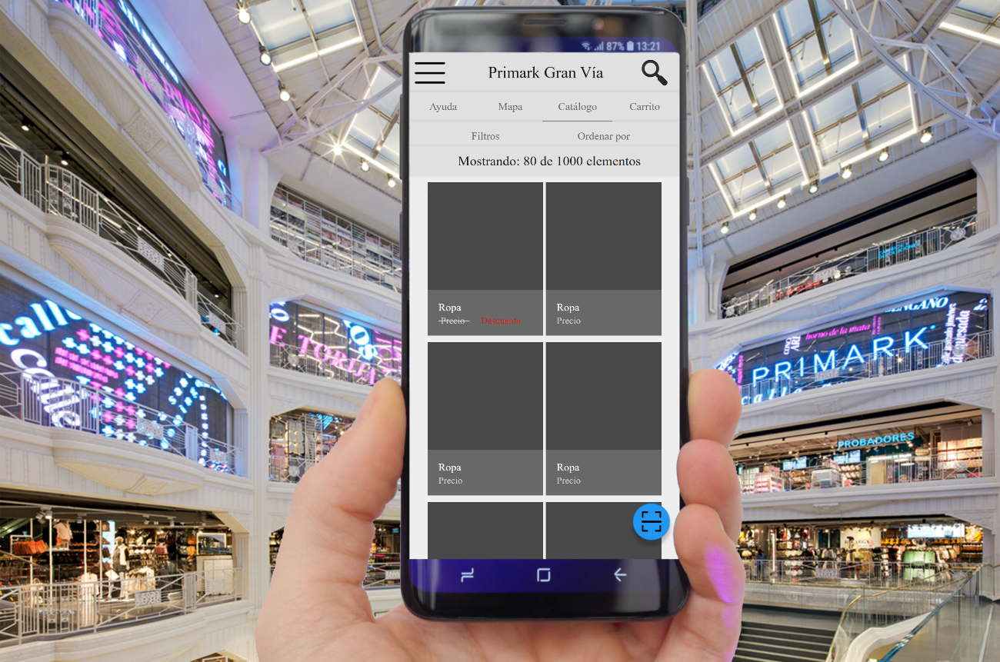 87% 13:21
Primark Gran Vía
Ayuda Mapa Catálogo Carrito
Filtros Ordenar por
Mostrando: 80 de 1000 elementos
Ropa
Precio Descuento
Ropa
Precio
Ropa
Precio
Ropa
Precio
calle
calle
horno de la mata
PRIMARK
calle
PROBADORES